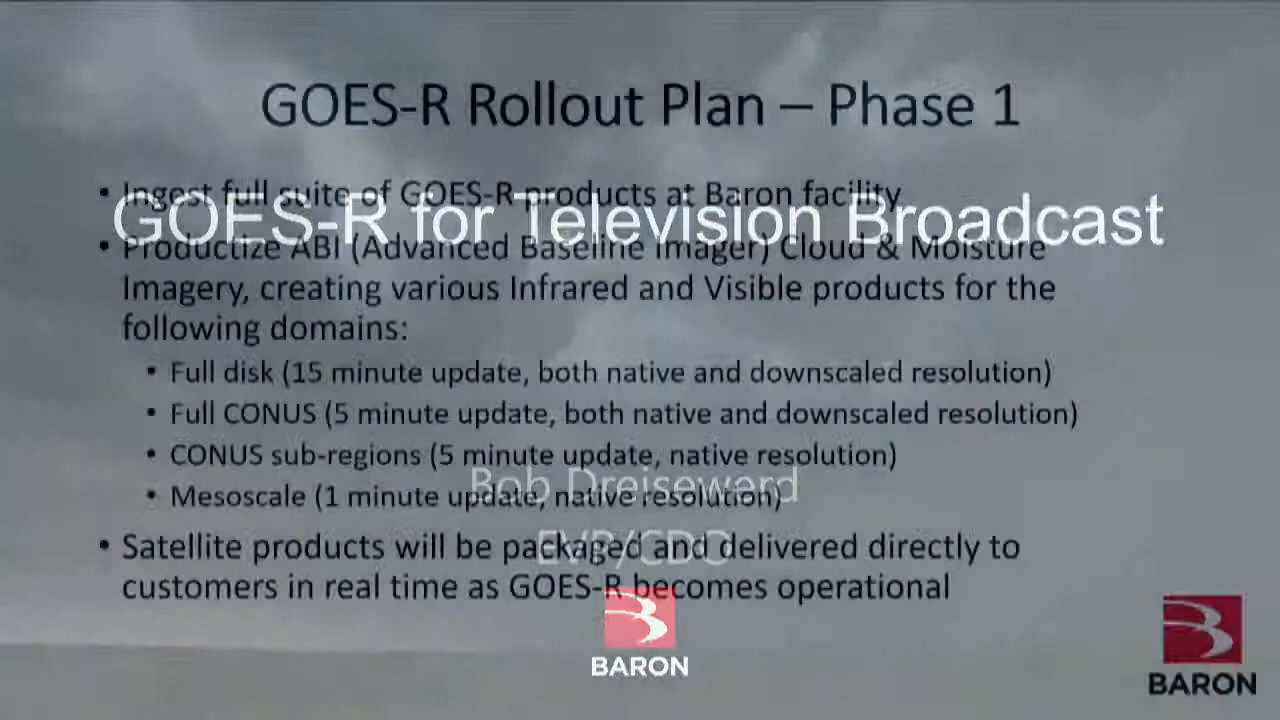 GOES-R Rollout Plan – Phase 1
• Ingest full suite of GOES-R products at Baron facility
GOES-R for Television Broadcast
• Productize ABI (Advanced Baseline Imager) Cloud & Moisture
Imagery, creating various Infrared and Visible products for the
following domains:
• Full disk (15 minute update, both native and downscaled resolution)
• Full CONUS (5 minute update, both native and downscaled resolution)
• CONUS sub-regions (5 minute update, native resolution)
Bob Dreisewerd
• Mesoscale (1 minute update, native resolution)
EVP/CDO
• Satellite products will be packaged and delivered directly to
customers in real time as GOES-R becomes operational
BARON
BARON